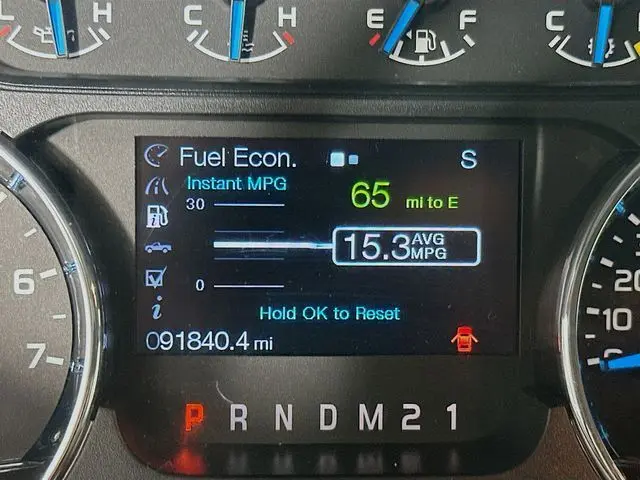 L H C H E F C
Fuel Econ. S
Instant MPG 65 mi to E
30
15.3 AVG MPG
0
Hold OK to Reset
091840.4 mi
6
7
20
10
0
P R N D M 2 1